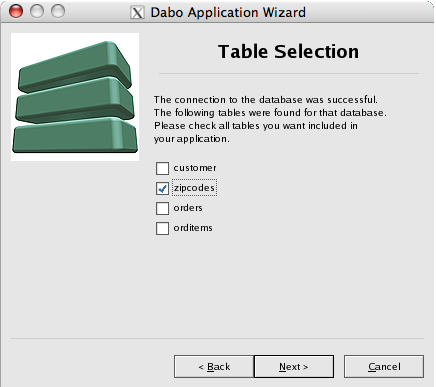 Dabo Application Wizard
Table Selection
The connection to the database was successful.
The following tables were found for that database.
Please check all tables you want included in
your application.
customer
zipcodes
orders
orditems
< Back Next > Cancel